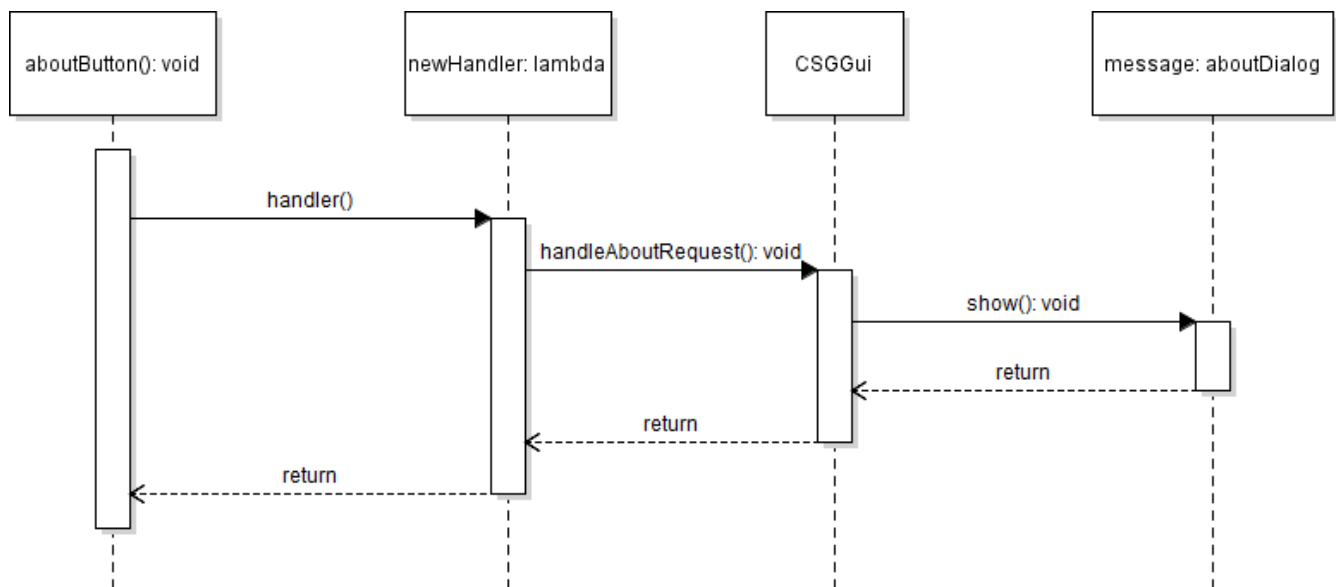 aboutButton(): void
newHandler: lambda
CSGGui
message: aboutDialog
handler()
handleAboutRequest(): void
show(): void
return
return
return